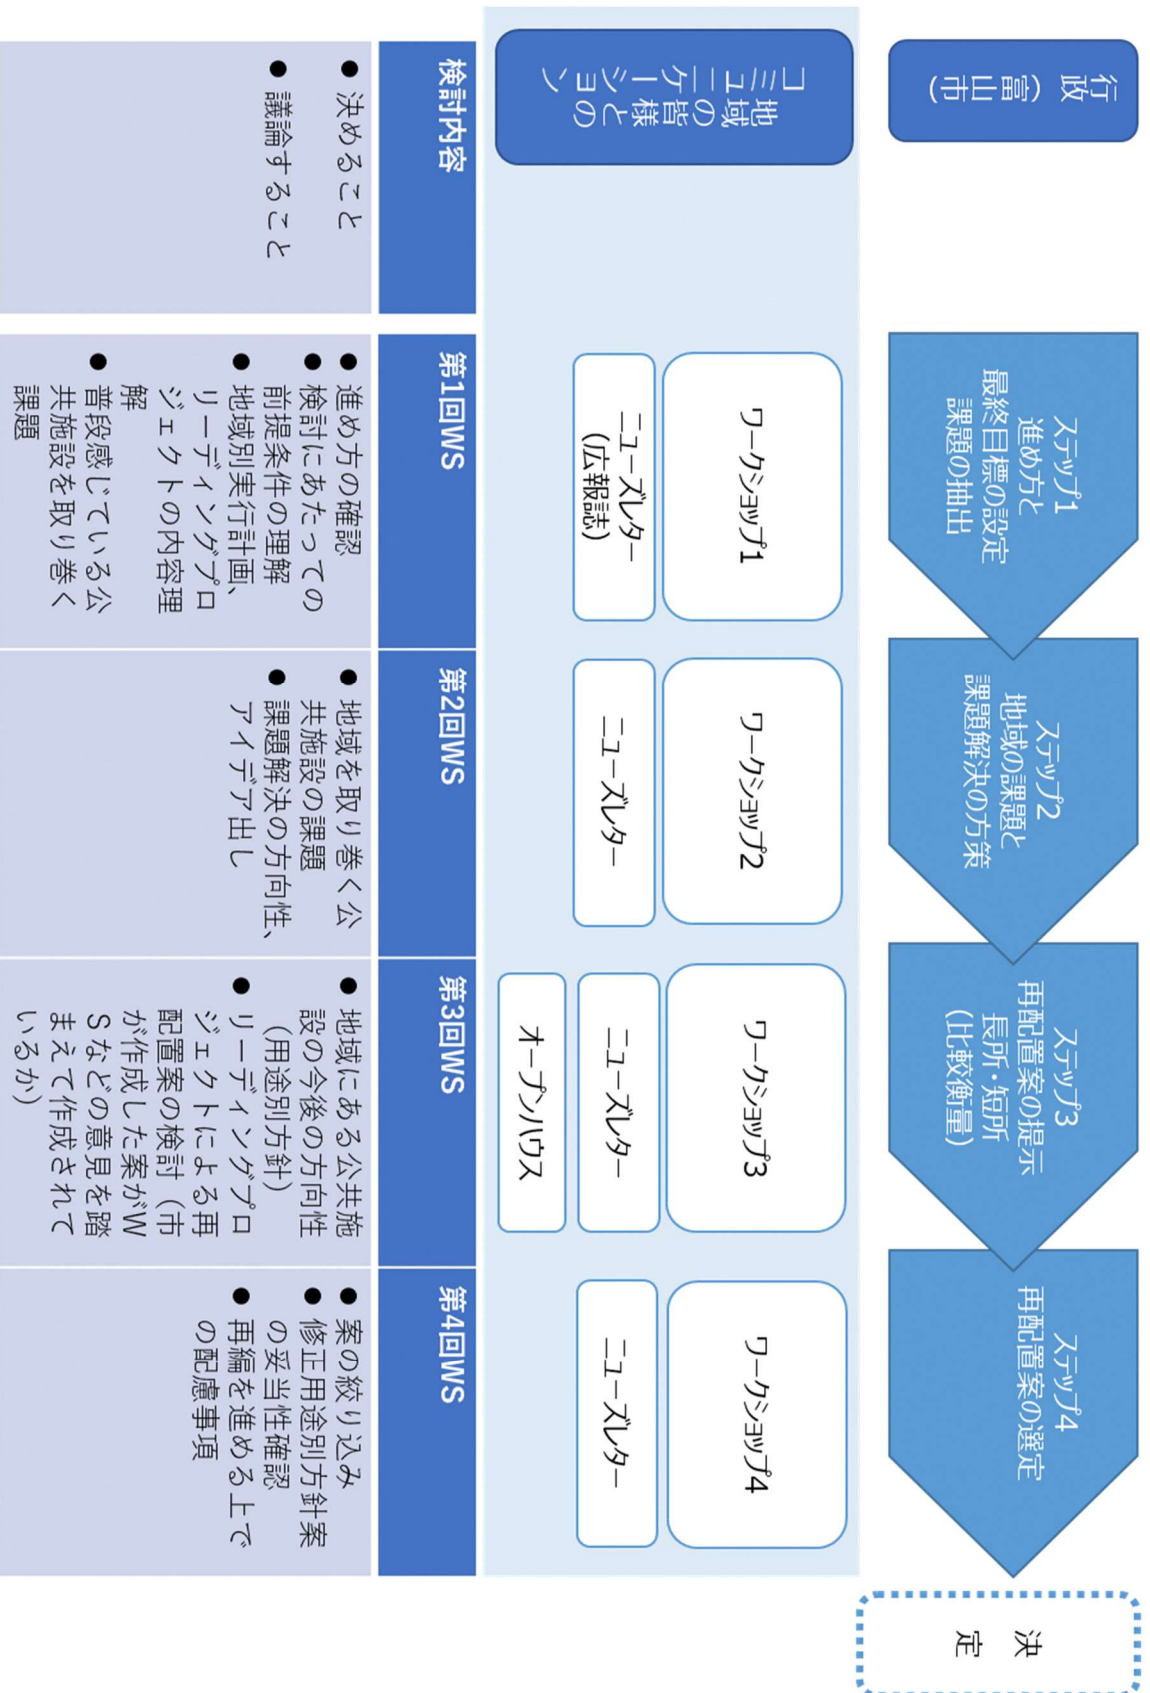 行政
(富山市)
ステップ1
進め方と
最終目標の設定
課題の抽出
ステップ2
地域の課題と
課題解決の方策
ステップ3
再配置案の提示
長所・短所
(比較衡量)
ステップ4
再配置案の選定
決
定
地域の皆様との
コミュニケーション
ワークショップ1
ニューズレター
(広報誌)
ワークショップ2
ニューズレター
ワークショップ3
ニューズレター
オープンハウス
ワークショップ4
ニューズレター
検討内容
第1回WS
第2回WS
第3回WS
第4回WS
● 決めること
● 議論すること
● 進め方の確認
● 検討にあたっての
前提条件の理解
● 地域別実行計画、
リーディングプロ
ジェクトの内容理
解
● 普段感じている公
共施設を取り巻く
課題
● 地域を取り巻く公
共施設の課題
● 課題解決の方向性、
アイデア出し
● 地域にある公共施
設の今後の方向性
(用途別方針)
● リーディングプロ
ジェクトによる再
配置案の検討(市
が作成した案がW
Sなどの意見を踏
まえて作成されて
いるか)
● 案の絞り込み
● 修正用途別方針案
の妥当性確認
● 再編を進める上で
の配慮事項